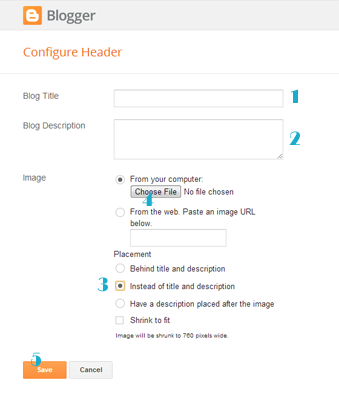 Blogger
Configure Header
Blog Title
1
Blog Description
2
Image
From your computer:
Choose File No file chosen
4
From the web. Paste an image URL
below.
Placement
Behind title and description
3 Instead of title and description
Have a description placed after the image
Shrink to fit
Image will be shrunk to 760 pixels wide.
5
Save Cancel